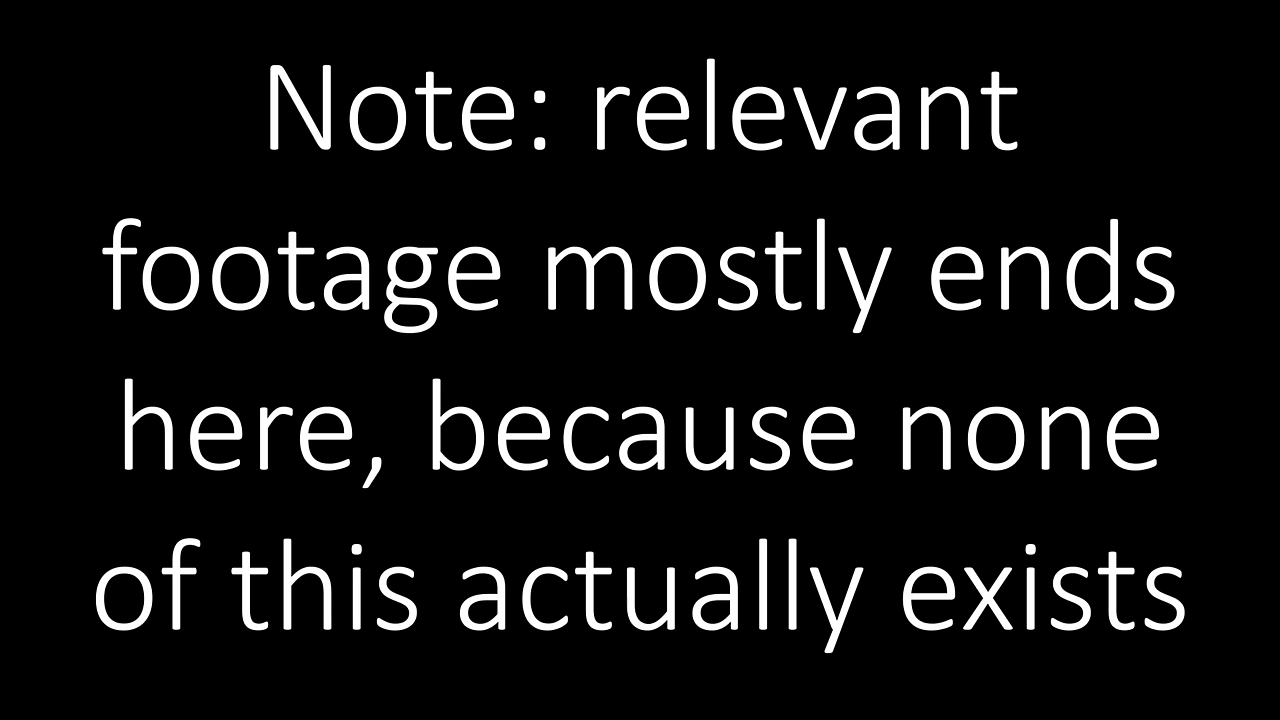 Note: relevant
footage mostly ends
here, because none
of this actually exists